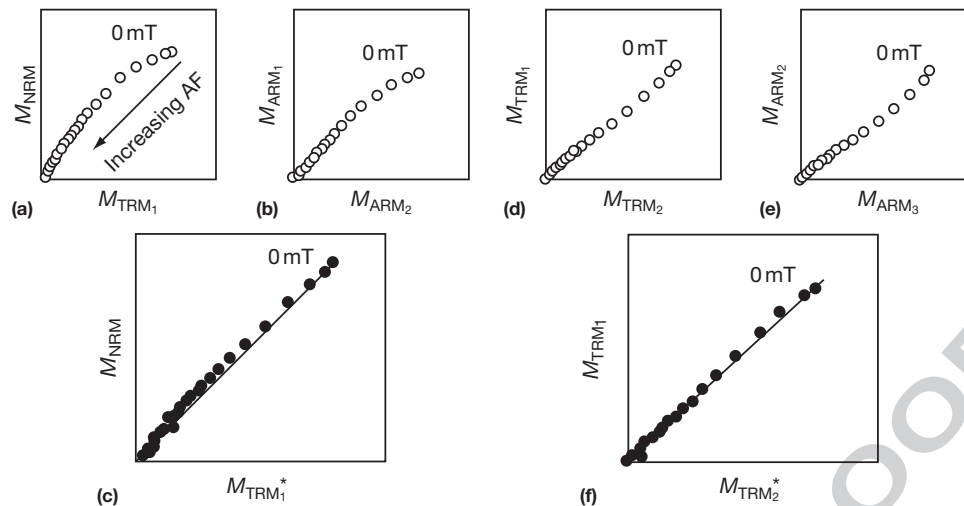 0 mT
M_NRM
Increasing AF
M_TRM₁
(a)
0 mT
M_ARM₁
M_ARM₂
(b)
0 mT
M_TRM₁
M_TRM₂
(d)
0 mT
M_ARM₂
M_ARM₃
(e)
0 mT
M_NRM
M_TRM₁*
(c)
0 mT
M_TRM₁
M_TRM₂*
(f)